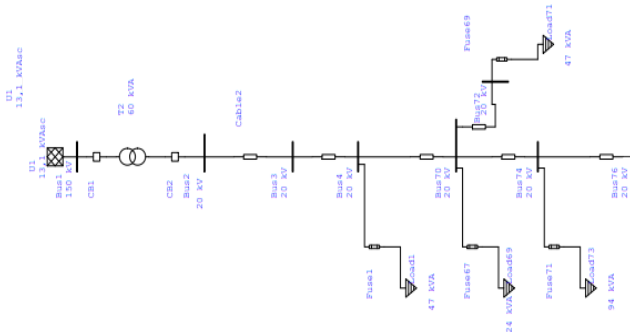 U1
13,1 kVAsc
U1
13,1 kVAsc
Bus1
150 kV
CB1
T2
60 kVA
CB2
Bus2
20 kV
Cable2
Bus3
20 kV
Bus4
20 kV
Fuse1
Load1
47 kVA
Bus70
20 kV
Bus72
20 kV
Fuse69
Load71
47 kVA
Fuse67
Load69
24 kVA
Bus74
20 kV
Fuse71
Load73
94 kVA
Bus76
20 kV